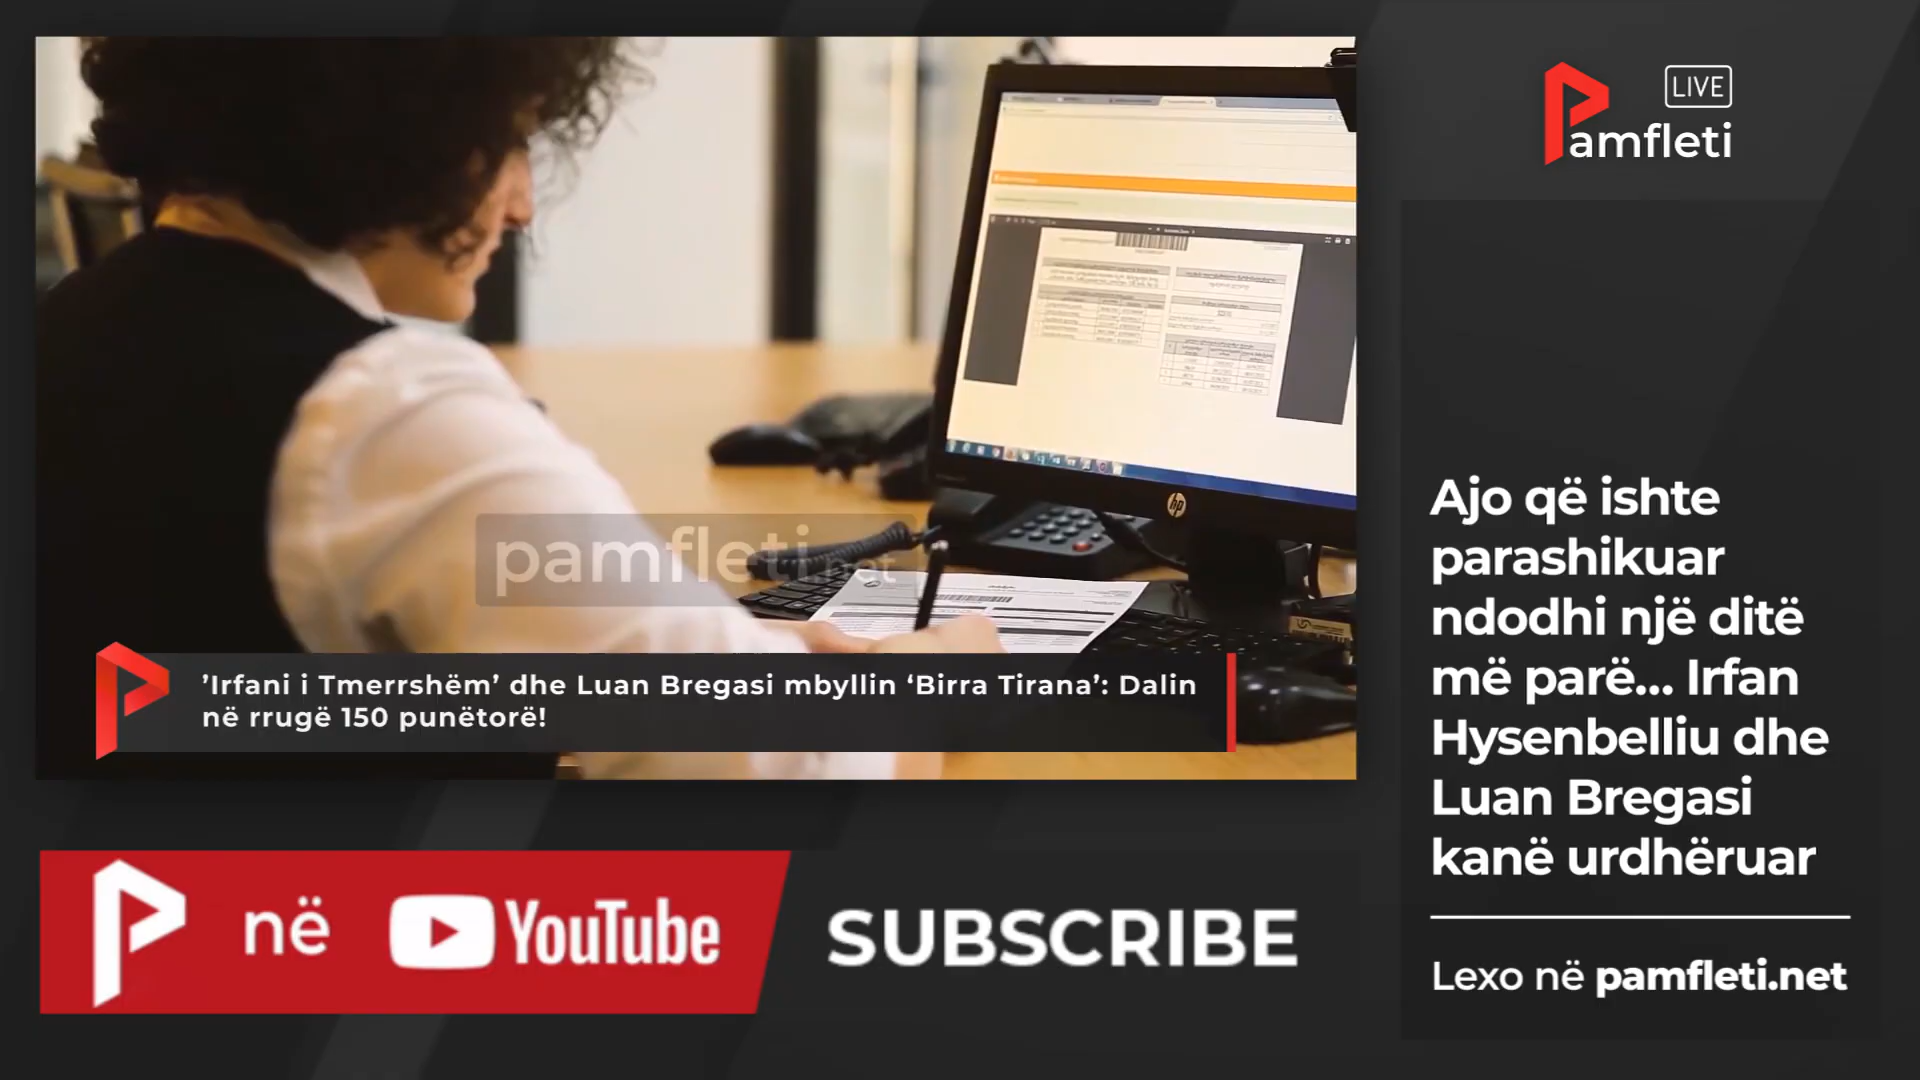 LIVE
Pamfleti
hp
pamfleti.net
’Irfani i Tmerrshëm’ dhe Luan Bregasi mbyllin ‘Birra Tirana’: Dalin
në rrugë 150 punëtorë!
Ajo që ishte
parashikuar
ndodhi një ditë
më parë... Irfan
Hysenbelliu dhe
Luan Bregasi
kanë urdhëruar
Lexo në pamfleti.net
P në YouTube
SUBSCRIBE